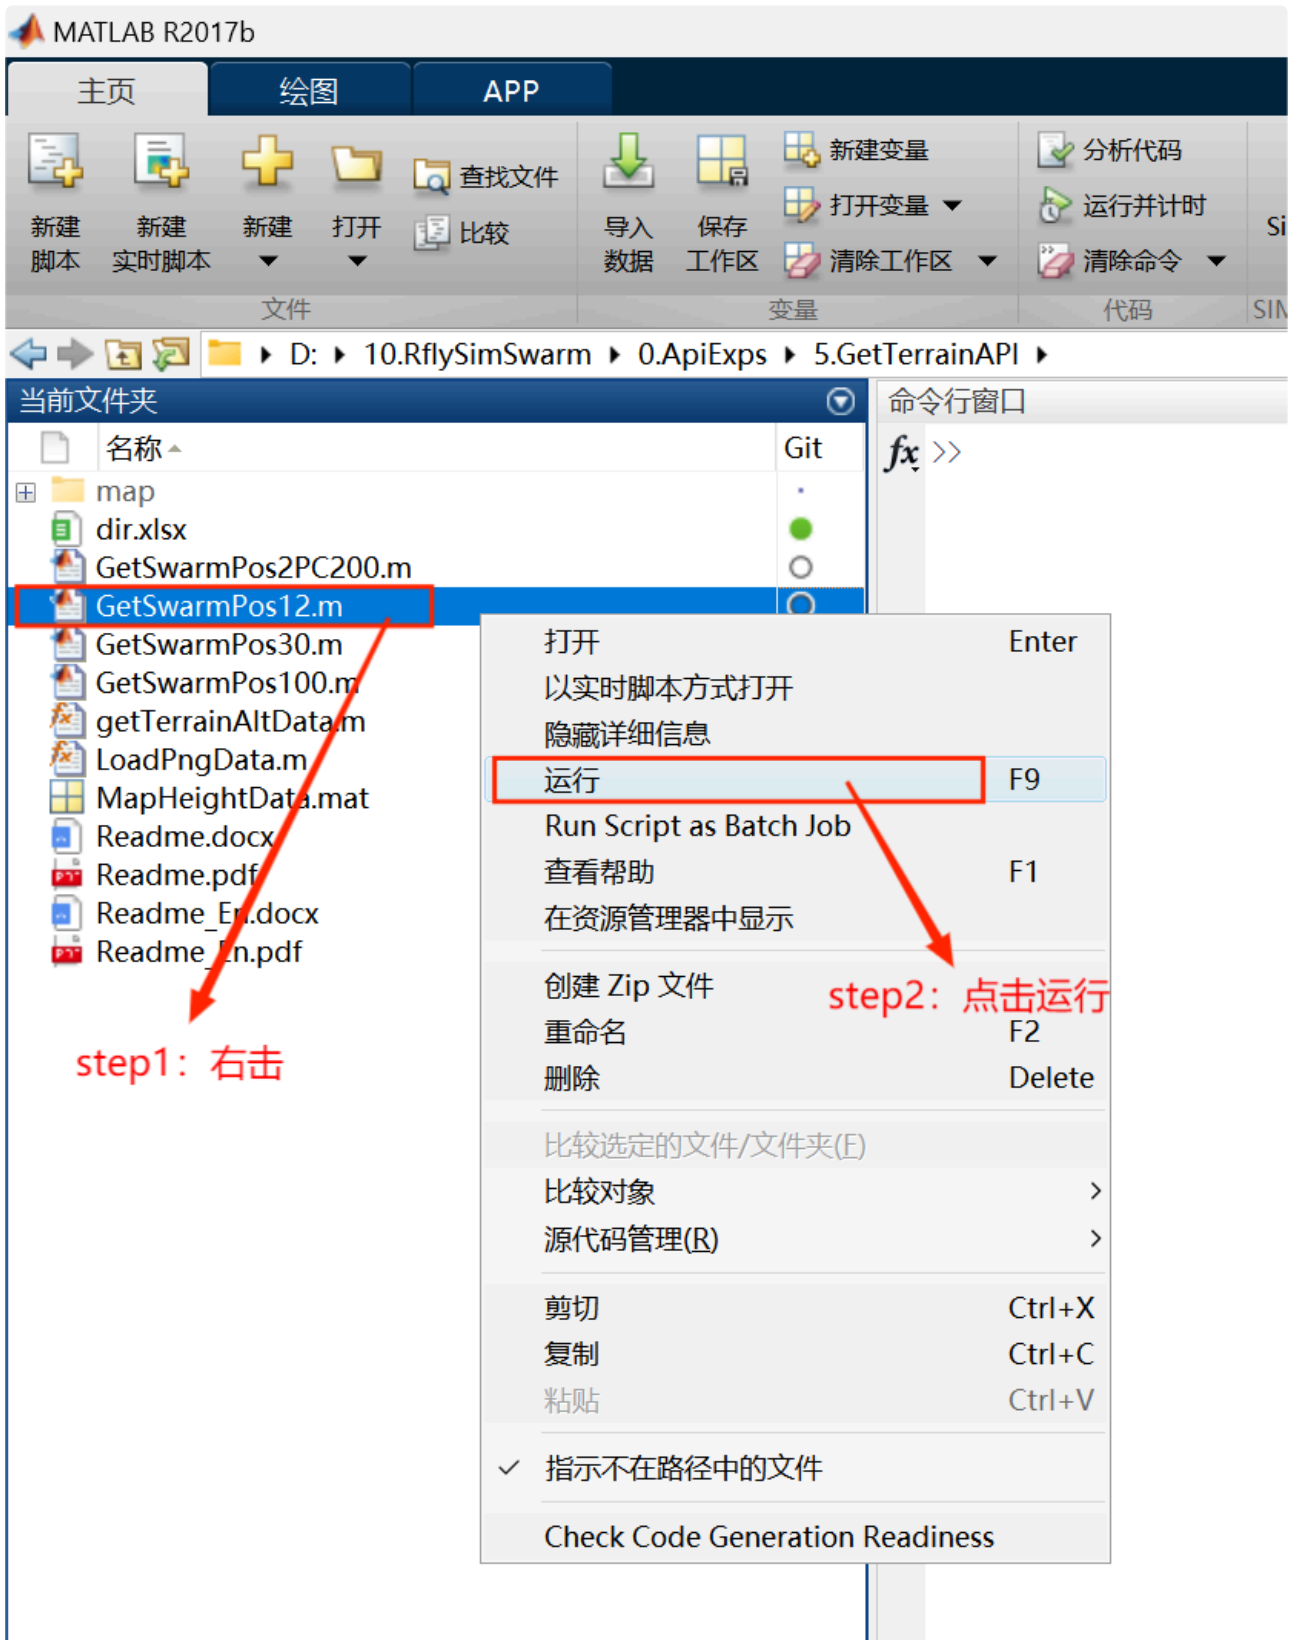 MATLAB R2017b
主页 绘图 APP
新建脚本 新建实时脚本 新建 打开 查找文件 比较 导入数据 保存工作区 新建变量 打开变量 清除工作区 分析代码 运行并计时 清除命令 Si
文件 变量 代码 SIM
D: 10.RflySimSwarm 0.ApiExps 5.GetTerrainAPI
当前文件夹
命令行窗口
名称 Git
fx >>
map
dir.xlsx
GetSwarmPos2PC200.m
GetSwarmPos12.m
GetSwarmPos30.m
GetSwarmPos100.m
getTerrainAltData.m
LoadPngData.m
MapHeightData.mat
Readme.docx
Readme.pdf
Readme_En.docx
Readme_En.pdf
step1：右击
打开 Enter
以实时脚本方式打开
隐藏详细信息
运行 F9
Run Script as Batch Job
查看帮助 F1
在资源管理器中显示
创建 Zip 文件
step2：点击运行
重命名 F2
删除 Delete
比较选定的文件/文件夹(F)
比较对象
源代码管理(R)
剪切 Ctrl+X
复制 Ctrl+C
粘贴 Ctrl+V
指示不在路径中的文件
Check Code Generation Readiness